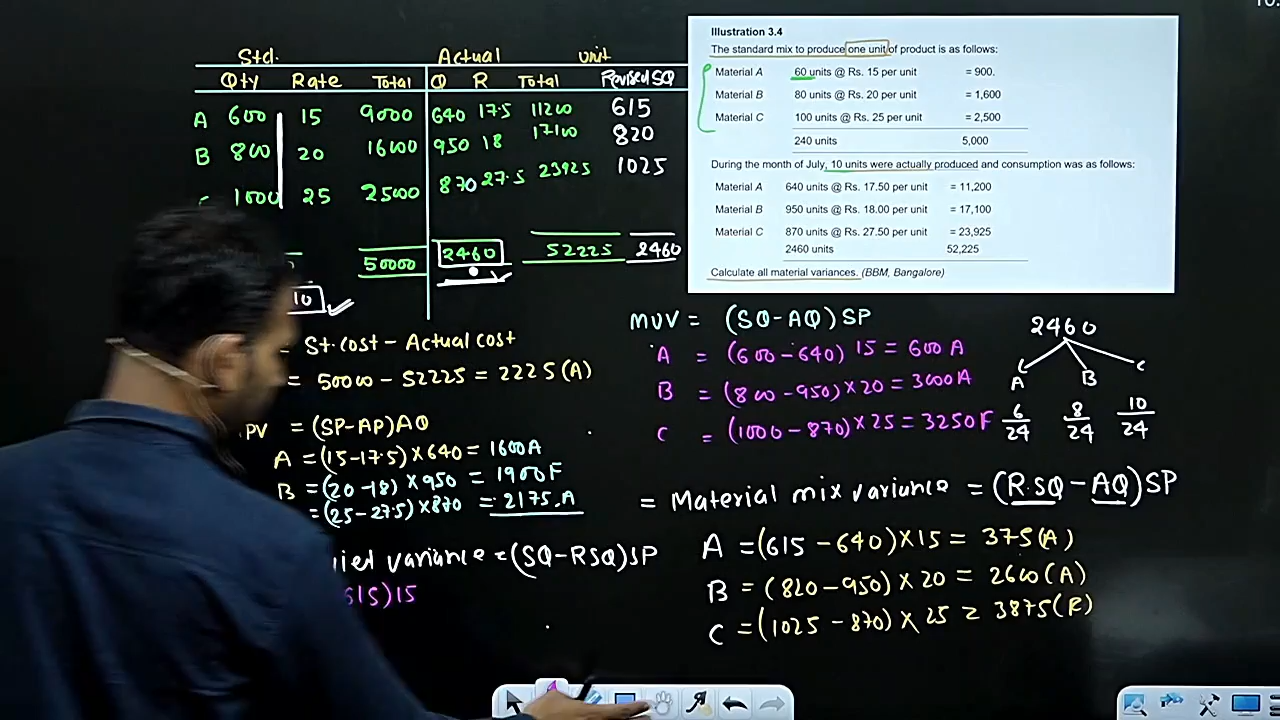 Std. Actual unit
Qty Rate Total Q R Total Revised SQ
A 600 15 9000 640 17.5 11200 615
B 800 20 16000 950 18 17100 820
1000 25 25000 870 27.5 23925 1025
50000 2460 52225 2460
10
St.cost - Actual cost
= 50000 - 52225 = 2225(A)
PV = (SP-AP)AQ
A = (15-17.5)×640 = 1600A
B = (20-18)×950 = 1900F
= (25-27.5)×870 = 2175.A
variance = (SQ-RSQ)SP
615)15
Illustration 3.4
The standard mix to produce one unit of product is as follows:
Material A 60 units @ Rs. 15 per unit = 900.
Material B 80 units @ Rs. 20 per unit = 1,600
Material C 100 units @ Rs. 25 per unit = 2,500
240 units 5,000
During the month of July, 10 units were actually produced and consumption was as follows:
Material A 640 units @ Rs. 17.50 per unit = 11,200
Material B 950 units @ Rs. 18.00 per unit = 17,100
Material C 870 units @ Rs. 27.50 per unit = 23,925
2460 units 52,225
Calculate all material variances. (BBM, Bangalore)
MUV = (SQ-AQ)SP
A = (600-640) 15 = 600A
B = (800-950)×20 = 3000A
C = (1000-870)×25 = 3250F
2460
A B C
6/24 8/24 10/24
= Material mix variance = (R.SQ-AQ)SP
A = (615-640)×15 = 375(A)
B = (820-950)×20 = 2600(A)
C = (1025-870)×25 = 3875(F)